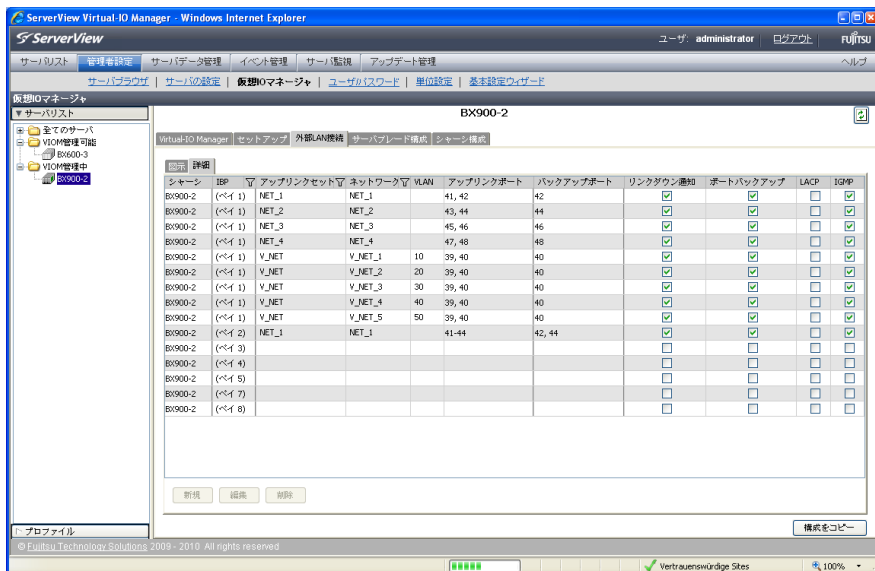 ServerView Virtual-IO Manager - Windows Internet Explorer
ServerView
ユーザ: administrator ログアウト FUJITSU
サーバリスト 管理者設定 サーバデータ管理 イベント管理 サーバ監視 アップデート管理 ヘルプ
サーバブラウザ | サーバの設定 | 仮想IOマネージャ | ユーザパスワード | 単位設定 | 基本設定ウィザード
仮想IOマネージャ
▼サーバリスト
全てのサーバ
VIOM管理可能
BX600-3
VIOM管理中
BX900-2
プロファイル
BX900-2
Virtual-IO Manager セットアップ 外部LAN接続 サーバブレード構成 シャーシ構成
図示 詳細
シャーシ IBP アップリンクセット ネットワーク VLAN アップリンクポート バックアップポート リンクダウン通知 ポートバックアップ LACP IGMP
BX900-2 (ベイ 1) NET_1 NET_1 41, 42 42
BX900-2 (ベイ 1) NET_2 NET_2 43, 44 44
BX900-2 (ベイ 1) NET_3 NET_3 45, 46 46
BX900-2 (ベイ 1) NET_4 NET_4 47, 48 48
BX900-2 (ベイ 1) V_NET V_NET_1 10 39, 40 40
BX900-2 (ベイ 1) V_NET V_NET_2 20 39, 40 40
BX900-2 (ベイ 1) V_NET V_NET_3 30 39, 40 40
BX900-2 (ベイ 1) V_NET V_NET_4 40 39, 40 40
BX900-2 (ベイ 1) V_NET V_NET_5 50 39, 40 40
BX900-2 (ベイ 2) NET_1 NET_1 41-44 42, 44
BX900-2 (ベイ 3)
BX900-2 (ベイ 4)
BX900-2 (ベイ 5)
BX900-2 (ベイ 7)
BX900-2 (ベイ 8)
新規 編集 削除
構成をコピー
© Fujitsu Technology Solutions 2009 - 2010 All rights reserved
Vertrauenswürdige Sites 100%